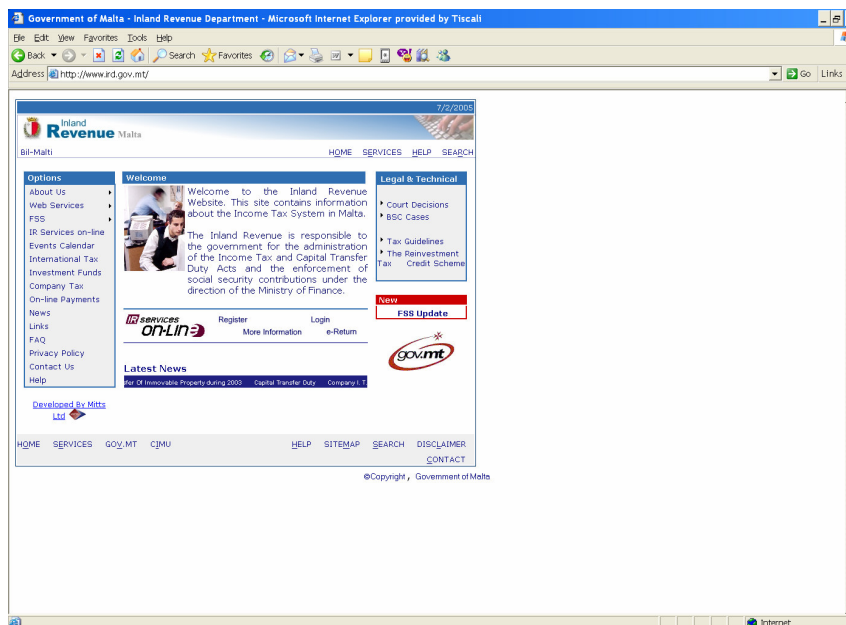 Government of Malta - Inland Revenue Department - Microsoft Internet Explorer provided by Tiscali
File Edit View Favorites Tools Help
Back Search Favorites
Address http://www.ird.gov.mt/ Go Links
7/2/2005
Inland
Revenue Malta
Bil-Malti HOME SERVICES HELP SEARCH
Options
About Us
Web Services
FSS
IR Services on-line
Events Calendar
International Tax
Investment Funds
Company Tax
On-line Payments
News
Links
FAQ
Privacy Policy
Contact Us
Help
Developed By Mitts
Ltd
Welcome
Welcome to the Inland Revenue
Website. This site contains information
about the Income Tax System in Malta.
The Inland Revenue is responsible to
the government for the administration
of the Income Tax and Capital Transfer
Duty Acts and the enforcement of
social security contributions under the
direction of the Ministry of Finance.
IR SERVICES
ON-LINE
Register Login
More Information e-Return
Latest News
fer Of Immovable Property during 2003 Capital Transfer Duty Company I. T.
Legal & Technical
Court Decisions
BSC Cases
Tax Guidelines
The Reinvestment
Tax Credit Scheme
New
FSS Update
gov.mt
HOME SERVICES GOV.MT CIMU HELP SITEMAP SEARCH DISCLAIMER
CONTACT
©Copyright , Government of Malta
Internet